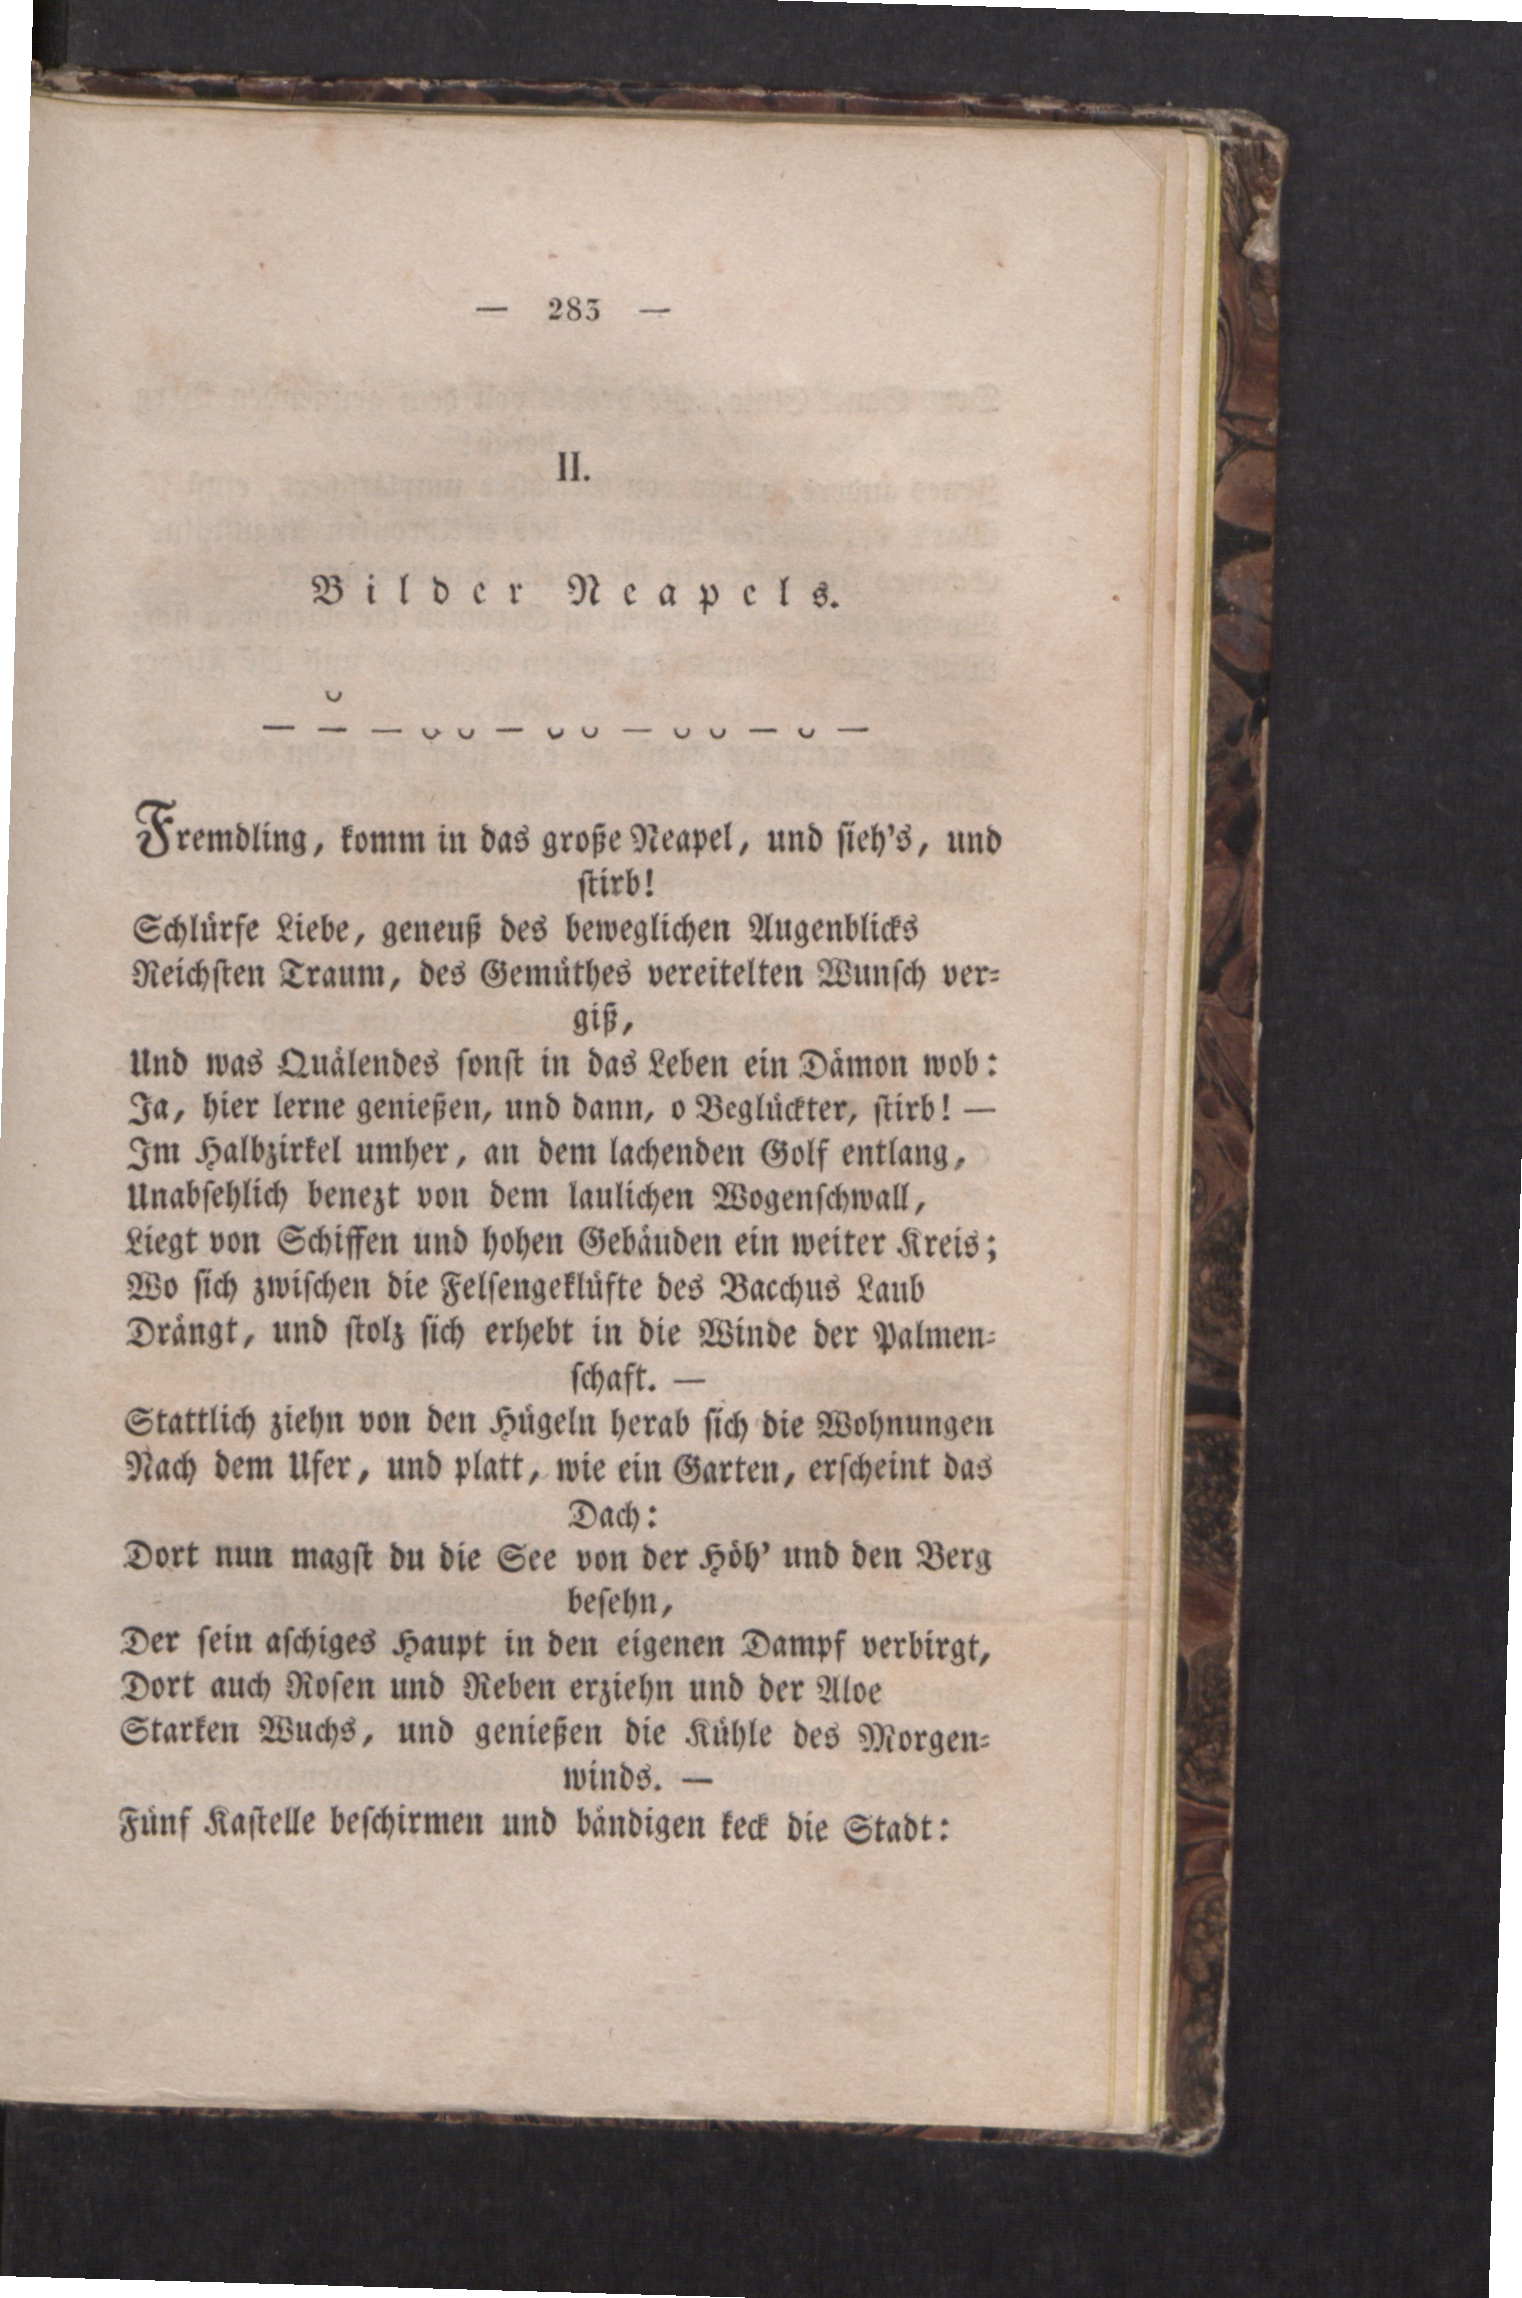 — 283 —
II.
Bilder Neapels.
⏑
— — — ⏑ ⏑ — ⏑ ⏑ — ⏑ ⏑ — ⏑ —
Fremdling, komm in das große Neapel, und sieh's, und
stirb!
Schlürfe Liebe, geneuß des beweglichen Augenblicks
Reichsten Traum, des Gemüthes vereitelten Wunsch ver-
giß,
Und was Quälendes sonst in das Leben ein Dämon wob:
Ja, hier lerne genießen, und dann, o Beglückter, stirb! —
Im Halbzirkel umher, an dem lachenden Golf entlang,
Unabsehlich benezt von dem laulichen Wogenschwall,
Liegt von Schiffen und hohen Gebäuden ein weiter Kreis;
Wo sich zwischen die Felsengeklüfte des Bacchus Laub
Drängt, und stolz sich erhebt in die Winde der Palmen-
schaft. —
Stattlich ziehn von den Hügeln herab sich die Wohnungen
Nach dem Ufer, und platt, wie ein Garten, erscheint das
Dach:
Dort nun magst du die See von der Höh' und den Berg
besehn,
Der sein aschiges Haupt in den eigenen Dampf verbirgt,
Dort auch Rosen und Reben erziehn und der Aloe
Starken Wuchs, und genießen die Kühle des Morgen-
winds. —
Fünf Kastelle beschirmen und bändigen keck die Stadt: